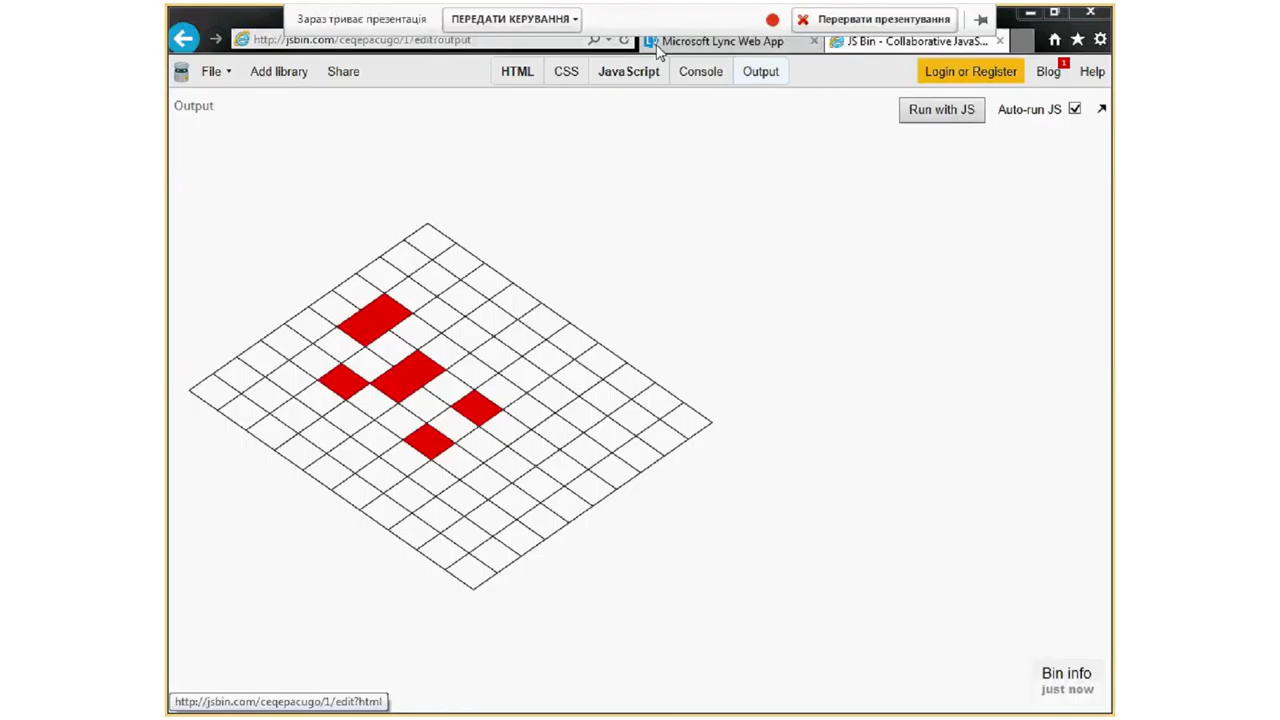 Зараз триває презентація
ПЕРЕДАТИ КЕРУВАННЯ
Перервати презентування
http://jsbin.com/ceqepacugo/1/edit?output
Microsoft Lync Web App
JS Bin - Collaborative JavaS...
File
Add library
Share
HTML
CSS
JavaScript
Console
Output
Login or Register
Blog
1
Help
Output
Run with JS
Auto-run JS
Bin info
just now
http://jsbin.com/ceqepacugo/1/edit?html